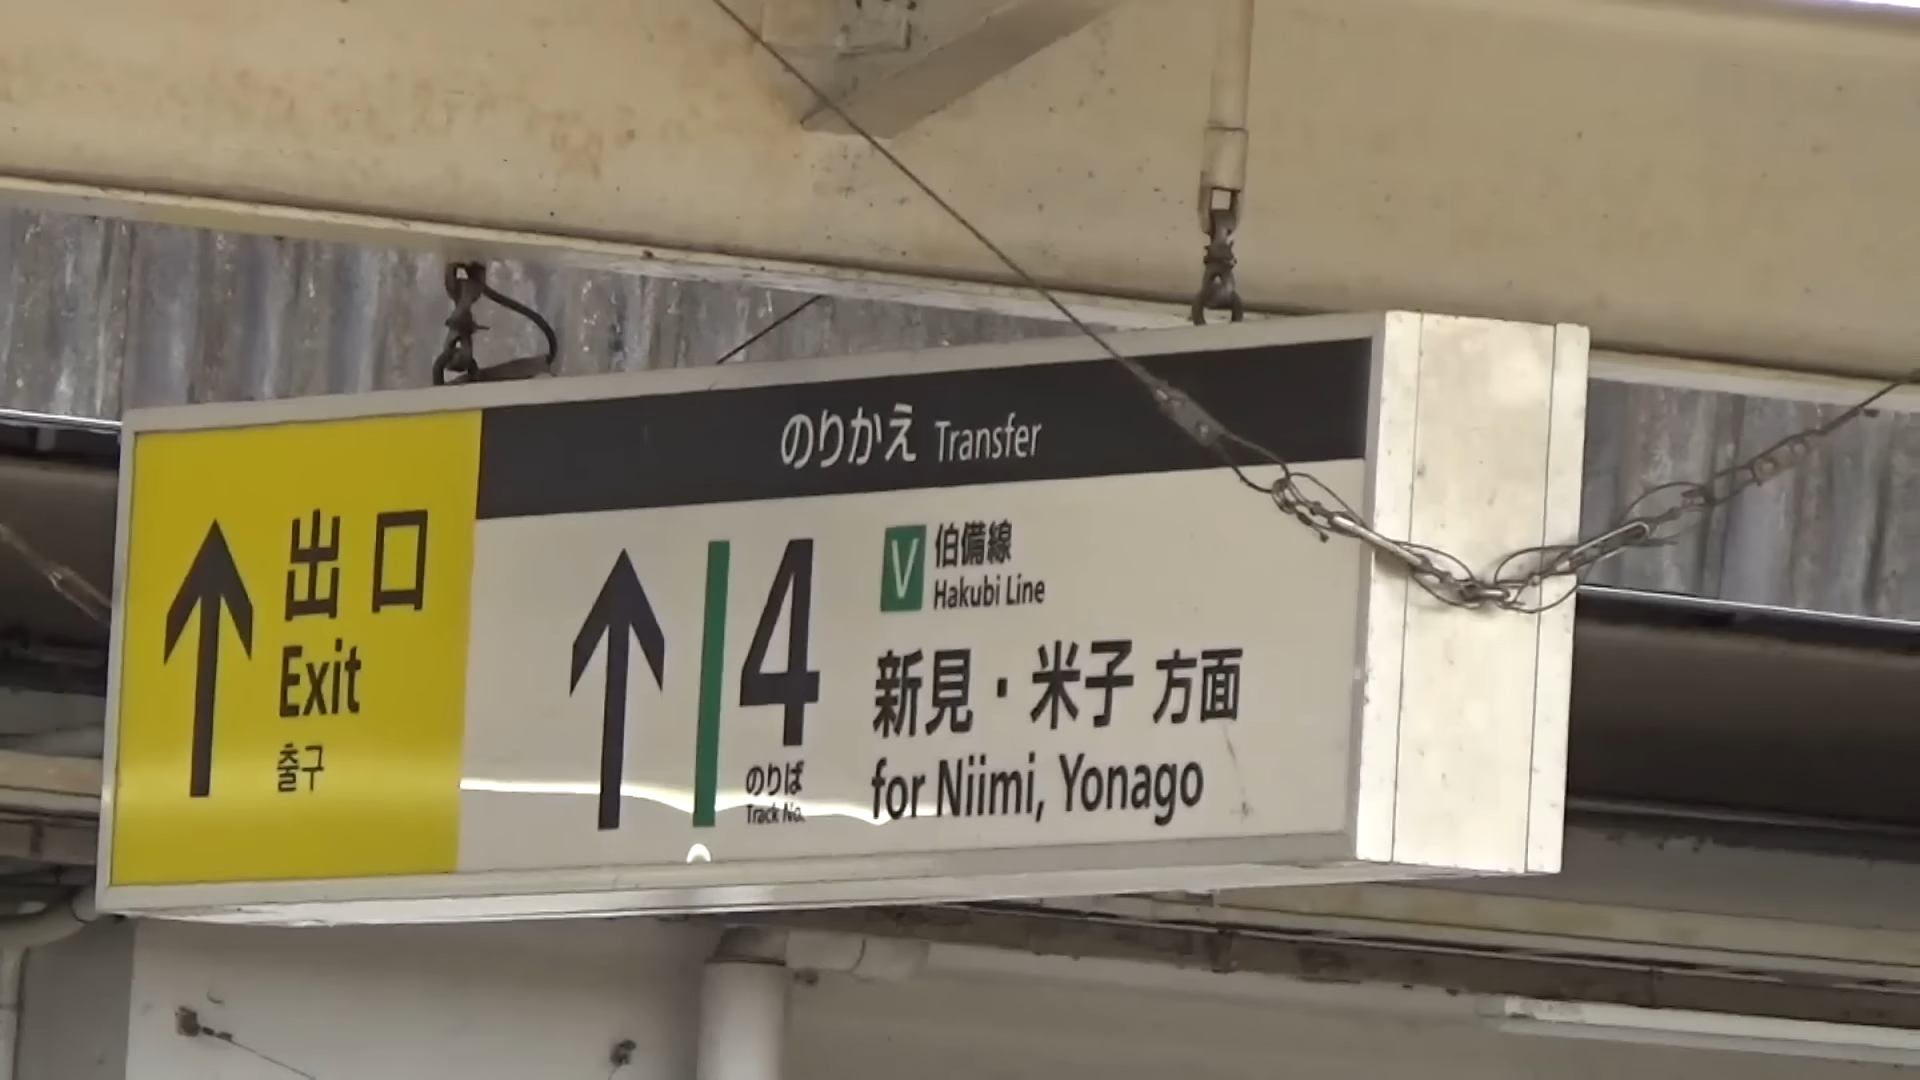 出口
Exit
출구
のりかえ Transfer
4
のりば
Track No.
V 伯備線
Hakubi Line
新見・米子 方面
for Niimi, Yonago